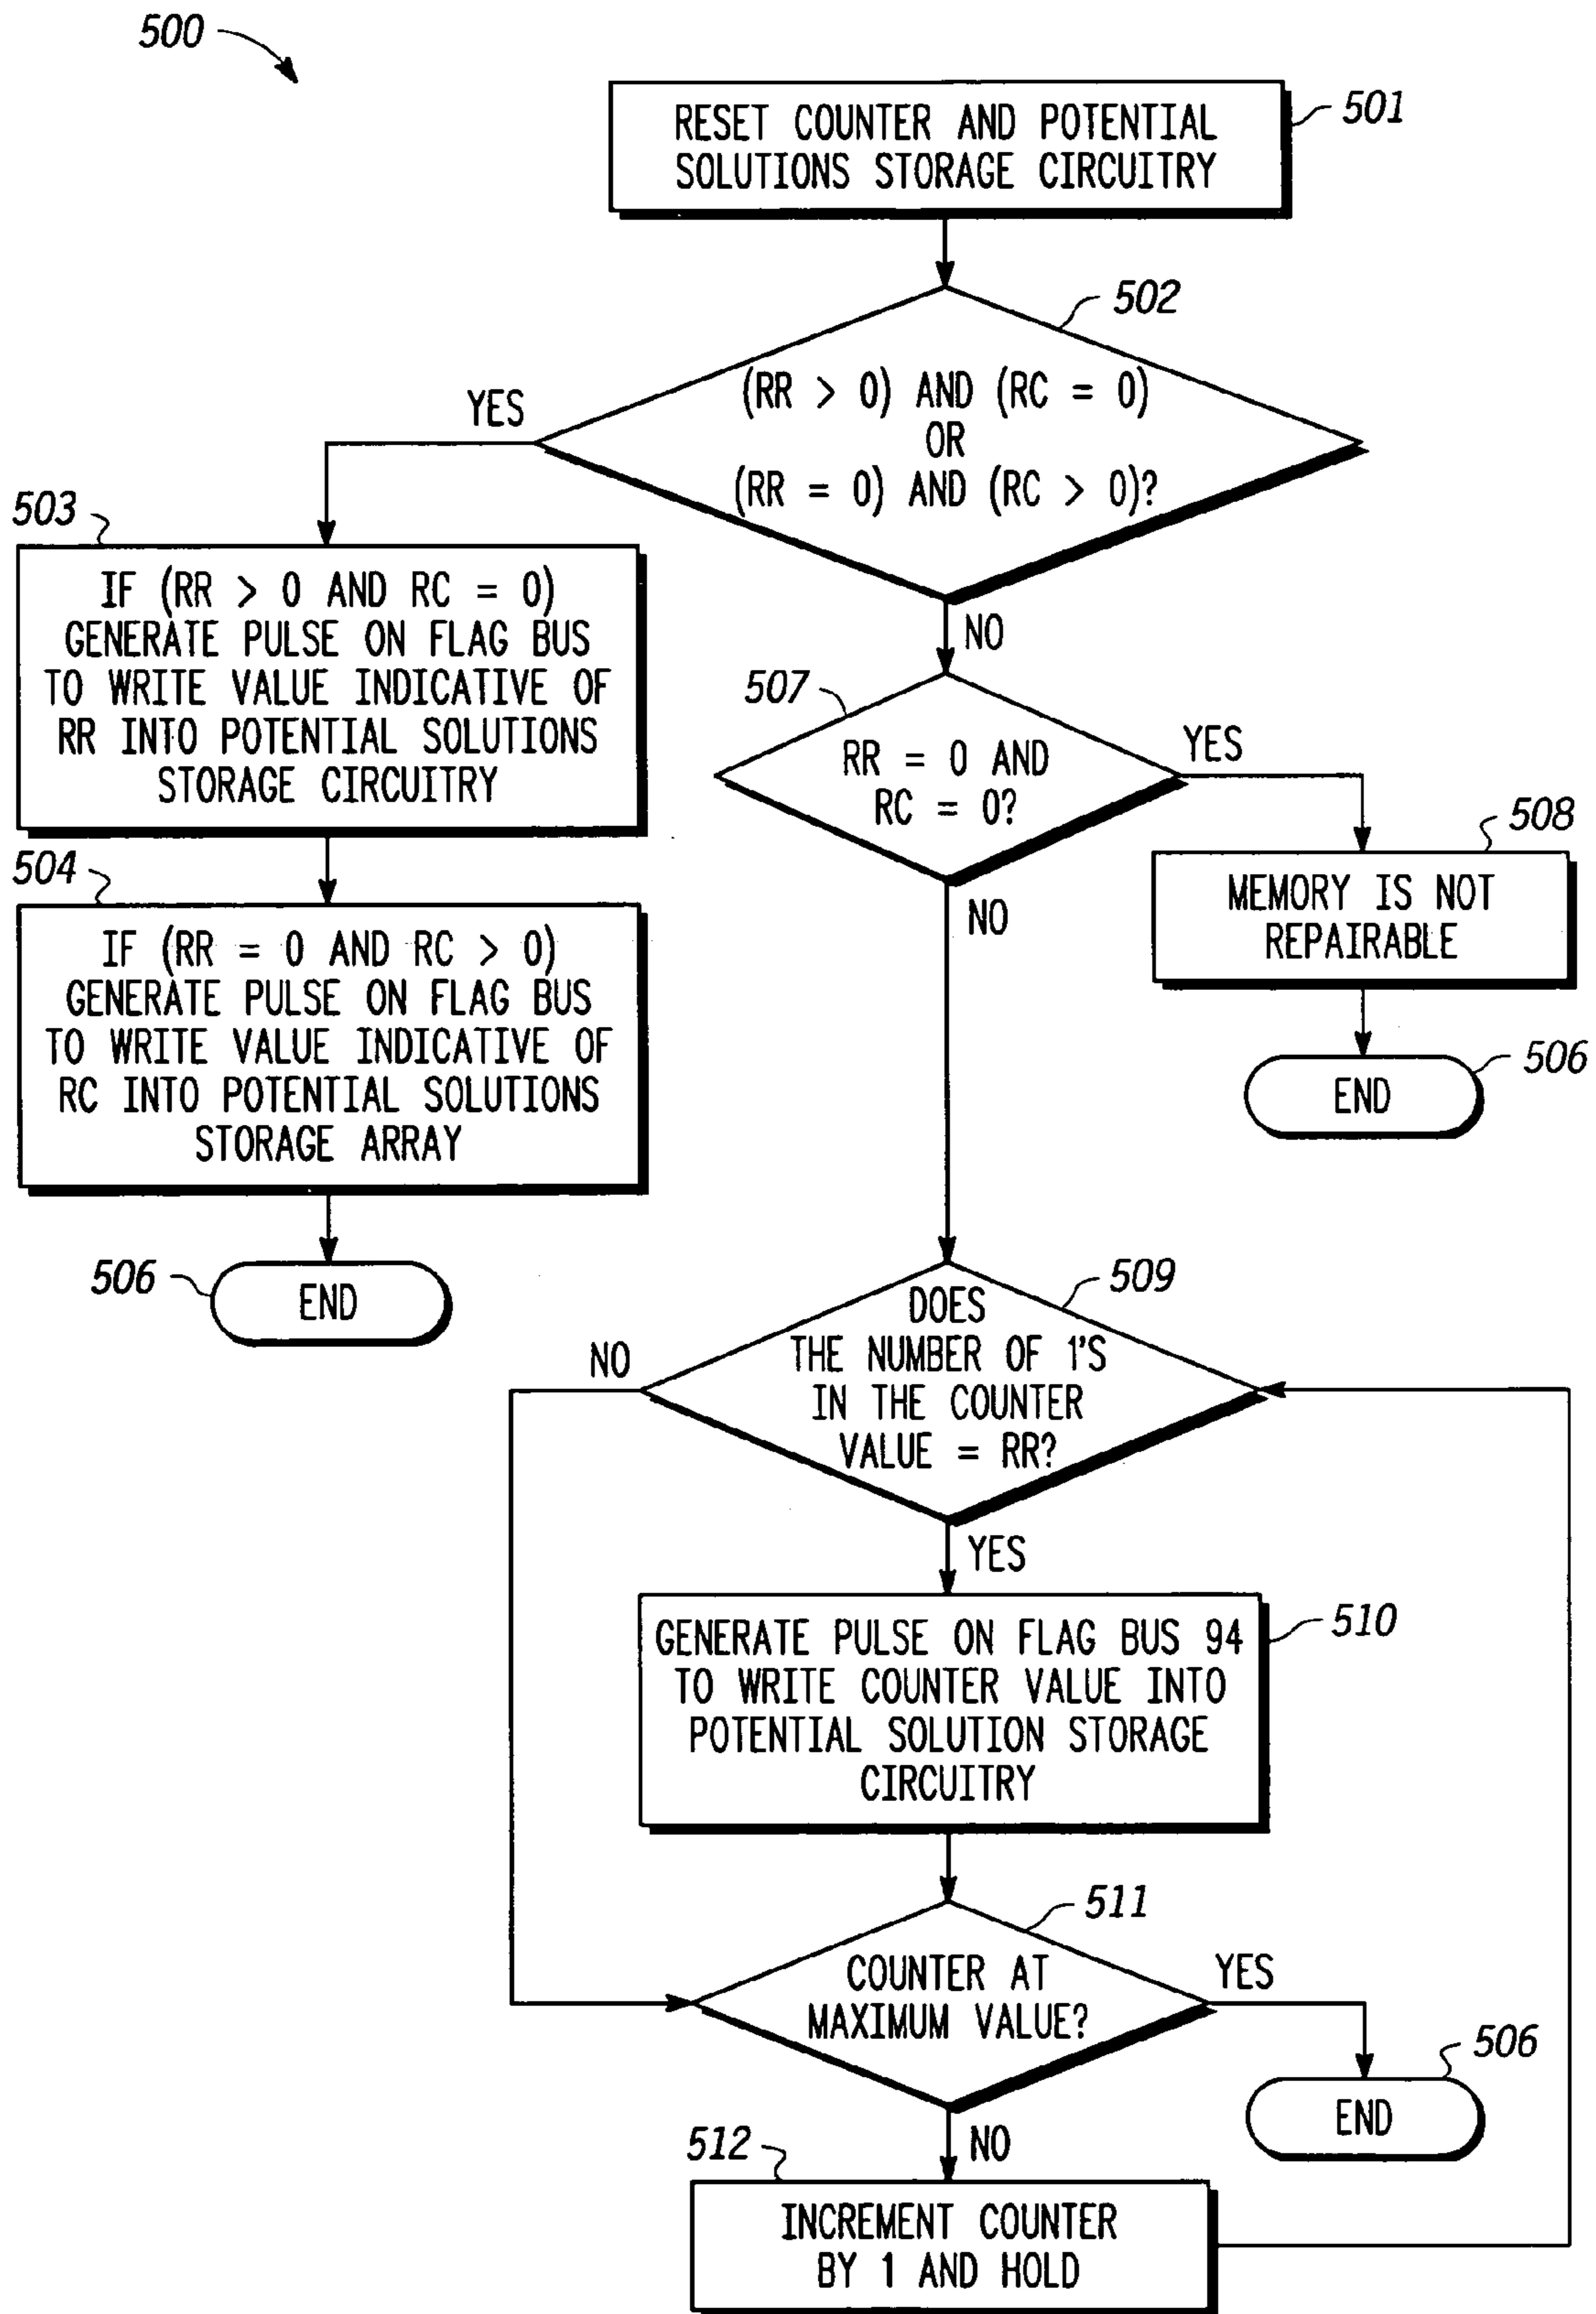 500
RESET COUNTER AND POTENTIAL
SOLUTIONS STORAGE CIRCUITRY
501
502
(RR > 0) AND (RC = 0)
OR
(RR = 0) AND (RC > 0)?
YES
NO
503
IF (RR > 0 AND RC = 0)
GENERATE PULSE ON FLAG BUS
TO WRITE VALUE INDICATIVE OF
RR INTO POTENTIAL SOLUTIONS
STORAGE CIRCUITRY
504
IF (RR = 0 AND RC > 0)
GENERATE PULSE ON FLAG BUS
TO WRITE VALUE INDICATIVE OF
RC INTO POTENTIAL SOLUTIONS
STORAGE ARRAY
506
END
507
RR = 0 AND
RC = 0?
YES
NO
508
MEMORY IS NOT
REPAIRABLE
506
END
509
DOES
THE NUMBER OF 1'S
IN THE COUNTER
VALUE = RR?
NO
YES
GENERATE PULSE ON FLAG BUS 94
TO WRITE COUNTER VALUE INTO
POTENTIAL SOLUTION STORAGE
CIRCUITRY
510
511
COUNTER AT
MAXIMUM VALUE?
YES
506
END
NO
512
INCREMENT COUNTER
BY 1 AND HOLD